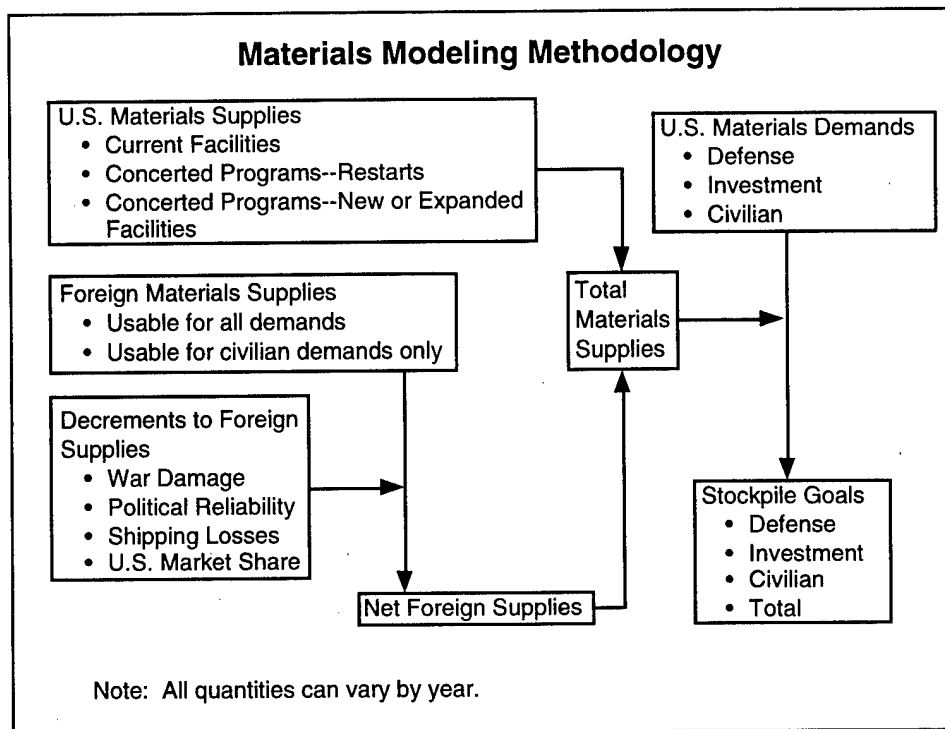 Materials Modeling Methodology
U.S. Materials Supplies
• Current Facilities
• Concerted Programs--Restarts
• Concerted Programs--New or Expanded
Facilities
U.S. Materials Demands
• Defense
• Investment
• Civilian
Foreign Materials Supplies
• Usable for all demands
• Usable for civilian demands only
Total
Materials
Supplies
Decrements to Foreign
Supplies
• War Damage
• Political Reliability
• Shipping Losses
• U.S. Market Share
Net Foreign Supplies
Stockpile Goals
• Defense
• Investment
• Civilian
• Total
Note: All quantities can vary by year.